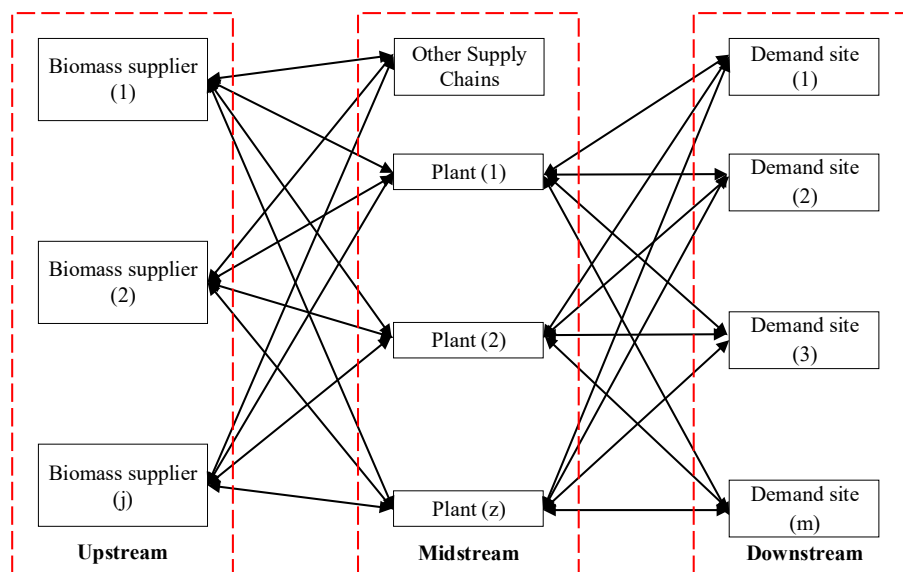 Biomass supplier
(1)
Biomass supplier
(2)
Biomass supplier
(j)
Upstream
Other Supply
Chains
Plant (1)
Plant (2)
Plant (z)
Midstream
Demand site
(1)
Demand site
(2)
Demand site
(3)
Demand site
(m)
Downstream